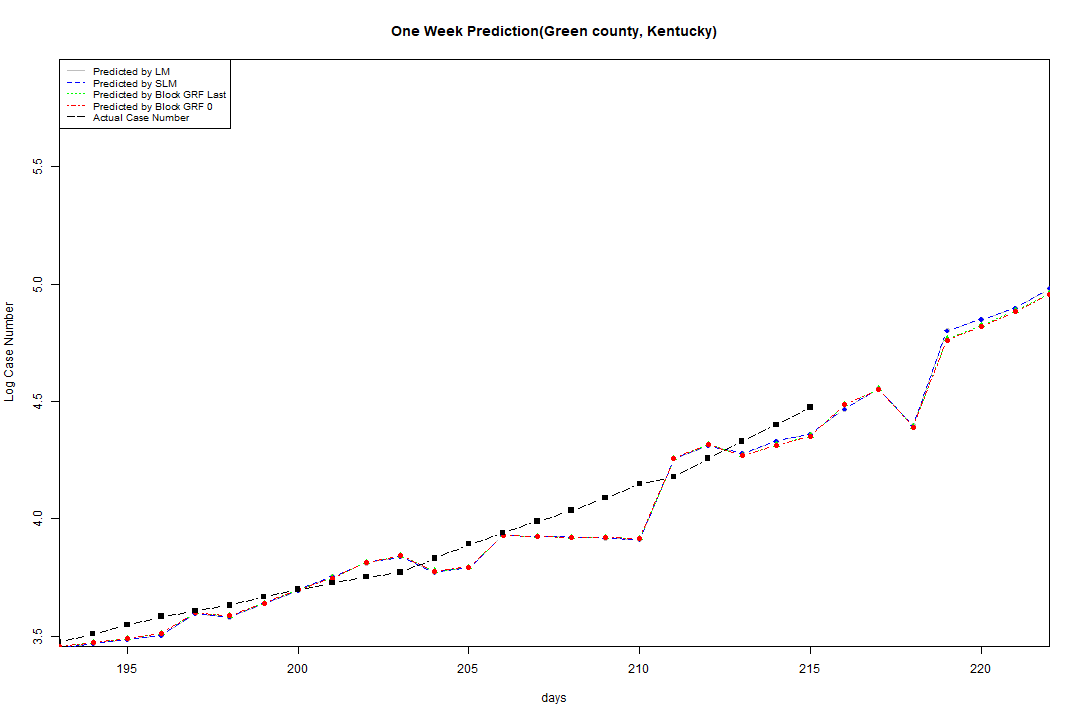 One Week Prediction(Green county, Kentucky)
Predicted by LM
Predicted by SLM
Predicted by Block GRF Last
Predicted by Block GRF 0
Actual Case Number
Log Case Number
5.5
5.0
4.5
4.0
3.5
195 200 205 210 215 220
days